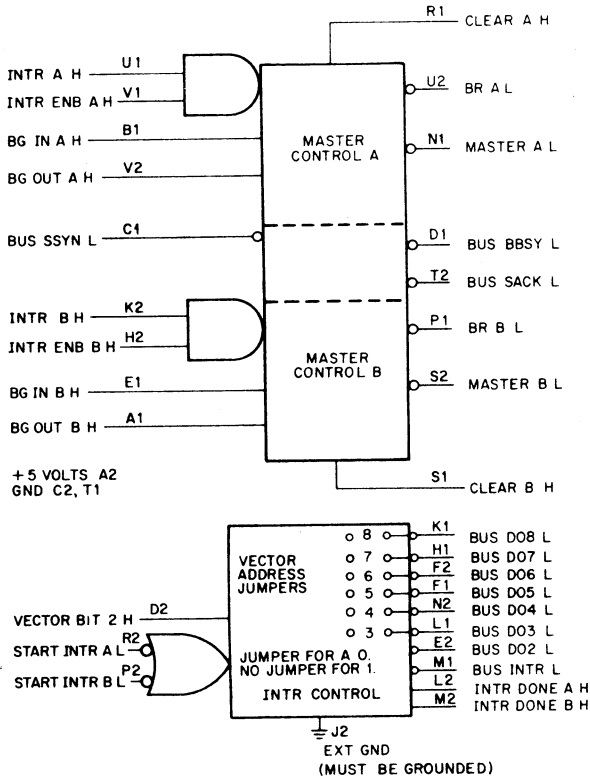 R1
CLEAR A H
U1
INTR A H
V1
INTR ENB A H
U2
BR A L
B1
BG IN A H
MASTER
CONTROL A
N1
MASTER A L
V2
BG OUT A H
C1
BUS SSYN L
D1
BUS BBSY L
T2
BUS SACK L
K2
INTR B H
H2
INTR ENB B H
P1
BR B L
MASTER
CONTROL B
E1
BG IN B H
S2
MASTER B L
A1
BG OUT B H
+5 VOLTS A2
GND C2, T1
S1
CLEAR B H
VECTOR
ADDRESS
JUMPERS
8 K1 BUS D08 L
7 H1 BUS D07 L
6 F2 BUS D06 L
5 F1 BUS D05 L
4 N2 BUS D04 L
3 L1 BUS D03 L
E2 BUS D02 L
M1 BUS INTR L
L2 INTR DONE A H
M2 INTR DONE B H
VECTOR BIT 2 H D2
START INTR A L R2
START INTR B L P2
JUMPER FOR A 0.
NO JUMPER FOR 1.
INTR CONTROL
J2
EXT GND
(MUST BE GROUNDED)